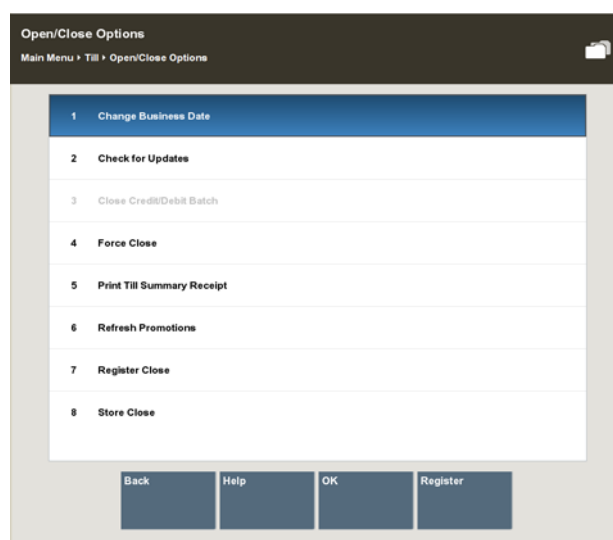 Open/Close Options
Main Menu ▸ Till ▸ Open/Close Options
1 Change Business Date
2 Check for Updates
3 Close Credit/Debit Batch
4 Force Close
5 Print Till Summary Receipt
6 Refresh Promotions
7 Register Close
8 Store Close
Back Help OK Register